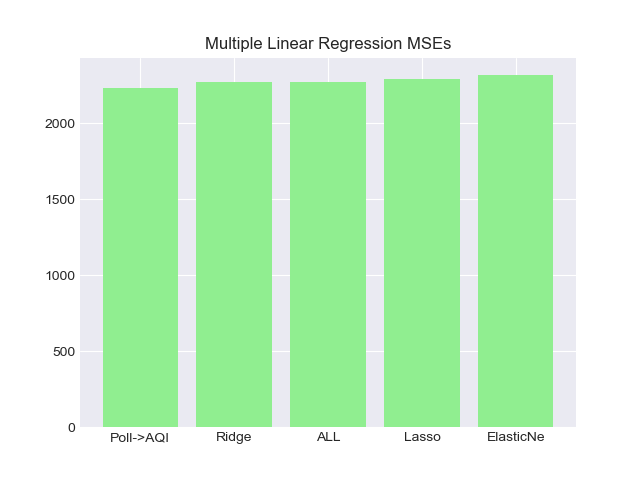 Multiple Linear Regression MSEs
2000
1500
1000
500
0
Poll->AQI Ridge ALL Lasso ElasticNe